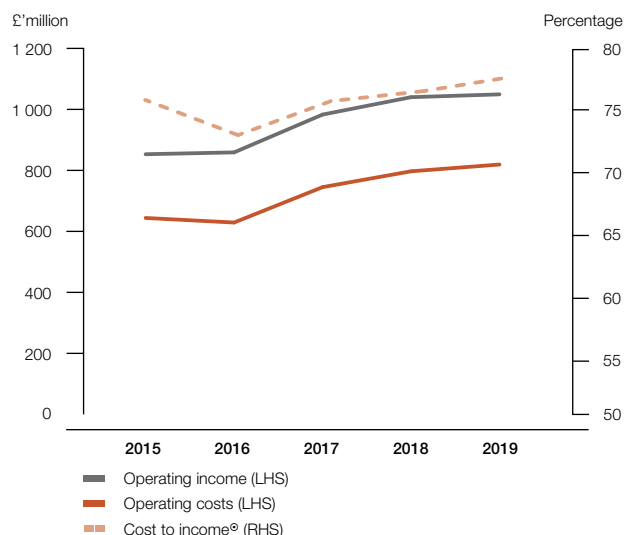 £'million Percentage
1 200 80
1 000 75
800 70
600 65
400 60
200 55
0 50
2015 2016 2017 2018 2019
Operating income (LHS)
Operating costs (LHS)
Cost to income⊚ (RHS)